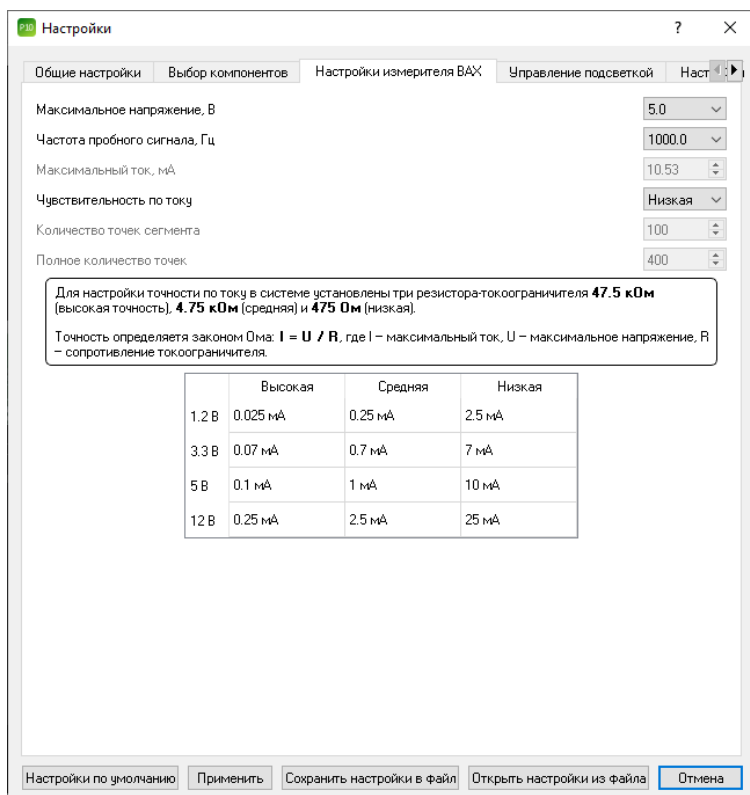 P10 Настройки ? ×
Общие настройки Выбор компонентов Настройки измерителя ВАХ Управление подсветкой Наст
Максимальное напряжение, В 5.0
Частота пробного сигнала, Гц 1000.0
Максимальный ток, мА 10.53
Чувствительность по току Низкая
Количество точек сегмента 100
Полное количество точек 400
Для настройки точности по току в системе установлены три резистора-токоограничителя 47.5 кОм
(высокая точность), 4.75 кОм (средняя) и 475 Ом (низкая).
Точность определяетя законом Ома: I = U / R, где I – максимальный ток, U – максимальное напряжение, R
– сопротивление токоограничителя.
Высокая Средняя Низкая
1.2 В 0.025 мА 0.25 мА 2.5 мА
3.3 В 0.07 мА 0.7 мА 7 мА
5 В 0.1 мА 1 мА 10 мА
12 В 0.25 мА 2.5 мА 25 мА
Настройки по умолчанию Применить Сохранить настройки в файл Открыть настройки из файла Отмена